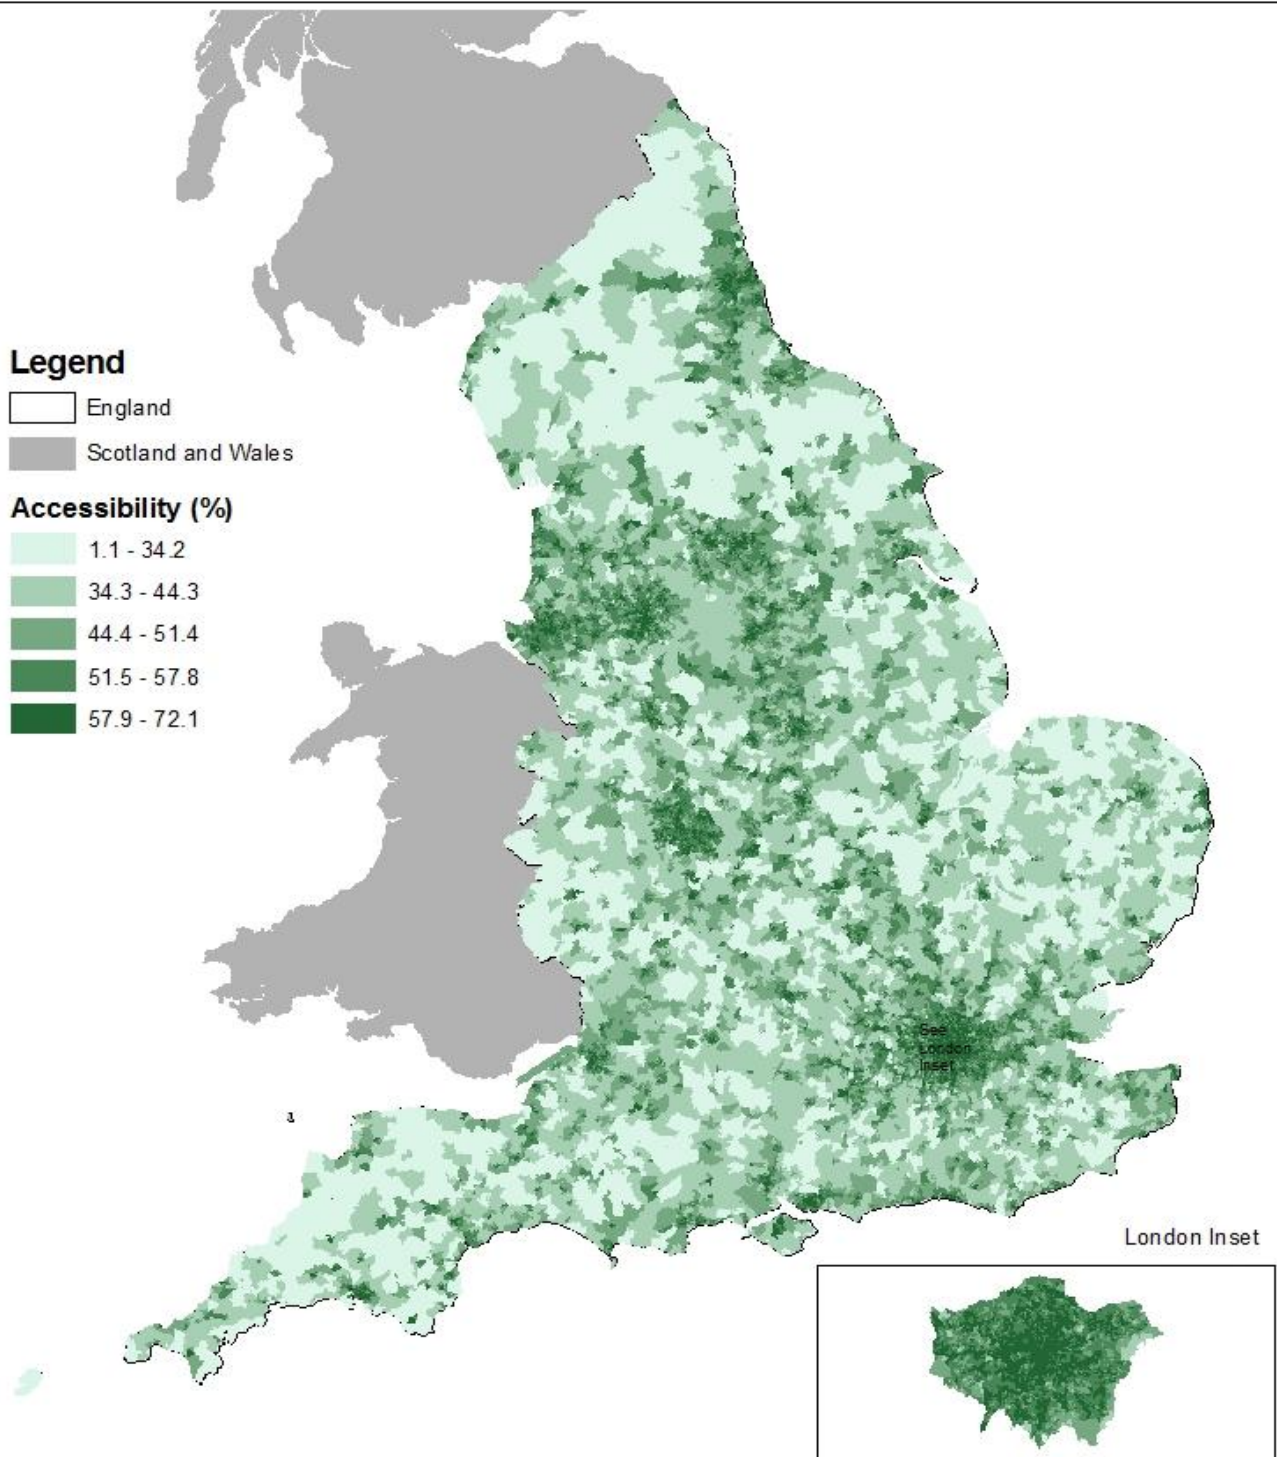 Legend
England
Scotland and Wales
Accessibility (%)
1.1 - 34.2
34.3 - 44.3
44.4 - 51.4
51.5 - 57.8
57.9 - 72.1
See
London
Inset
London Inset